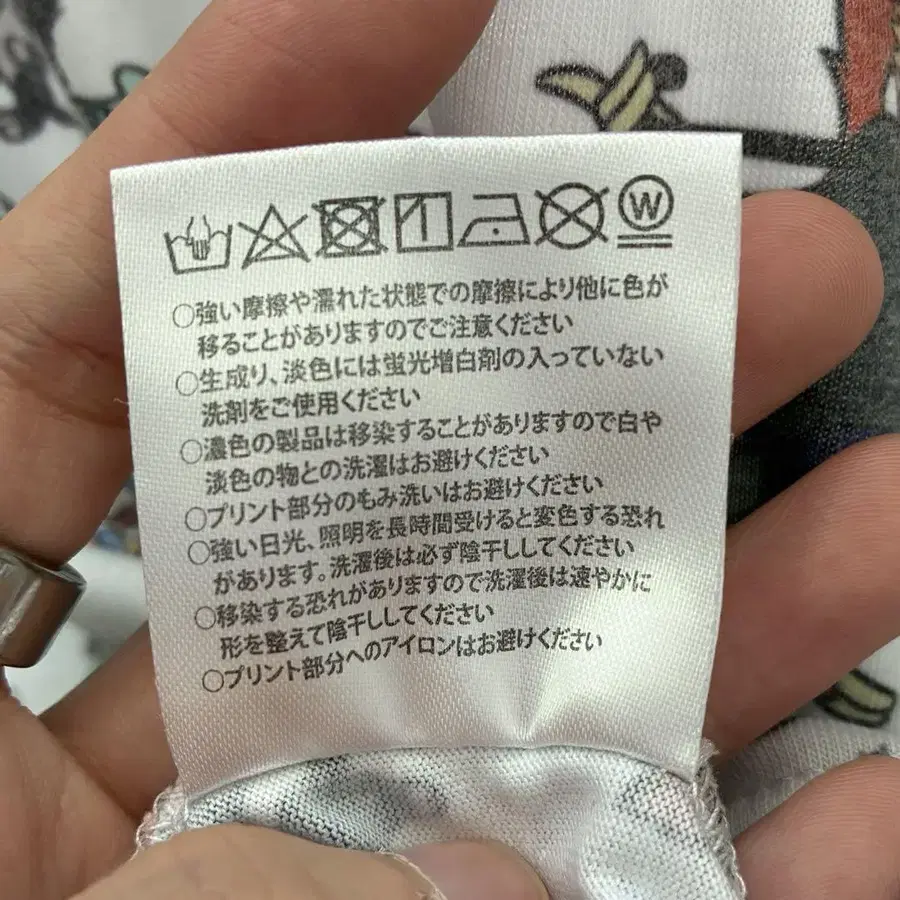 W
○強い摩擦や濡れた状態での摩擦により他に色が
移ることがありますのでご注意ください
○生成り、淡色には蛍光増白剤の入っていない
洗剤をご使用ください
○濃色の製品は移染することがありますので白や
淡色の物との洗濯はお避けください
○プリント部分のもみ洗いはお避けください
○強い日光、照明を長時間受けると変色する恐れ
があります。洗濯後は必ず陰干ししてください
○移染する恐れがありますので洗濯後は速やかに
形を整えて陰干ししてください
○プリント部分へのアイロンはお避けください